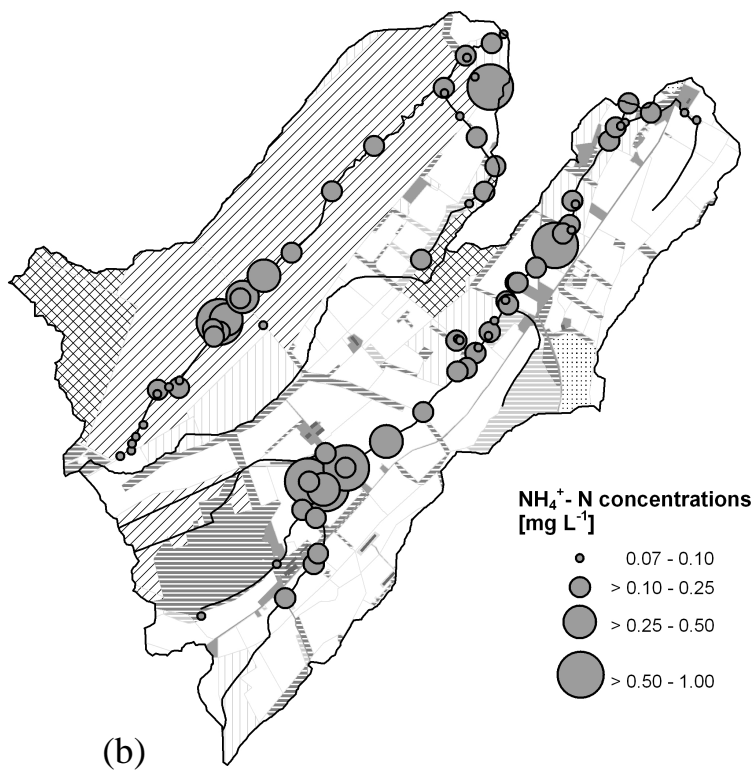 NH₄⁺- N concentrations
[mg L⁻¹]
0.07 - 0.10
> 0.10 - 0.25
> 0.25 - 0.50
> 0.50 - 1.00
(b)